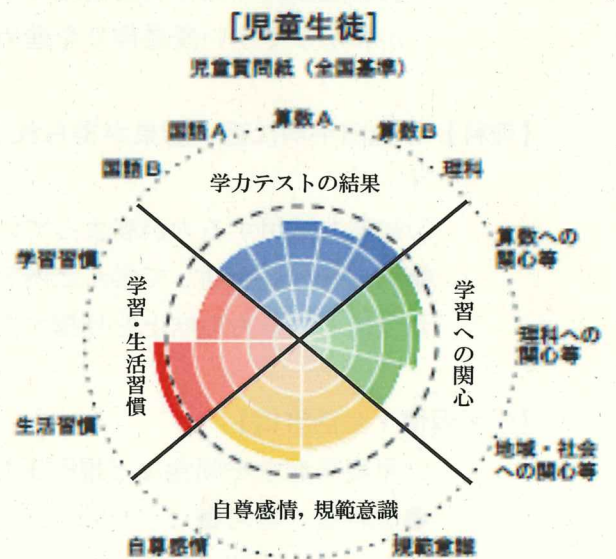 [児童生徒]
児童質問紙(全国基準)
算数A
国語A
算数B
国語B
理科
学力テストの結果
学習習慣
算数への
関心等
学習・生活習慣
学習への関心
理科への
関心等
生活習慣
地域・社会
への関心等
自尊感情,規範意識
自尊感情
規範意識